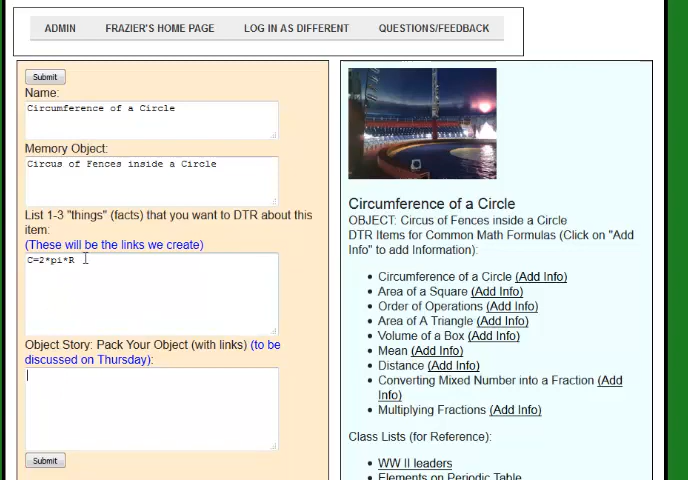 ADMIN FRAZIER'S HOME PAGE LOG IN AS DIFFERENT QUESTIONS/FEEDBACK
Submit
Name:
Circumference of a Circle
Memory Object:
Circus of Fences inside a Circle
List 1-3 "things" (facts) that you want to DTR about this
item:
(These will be the links we create)
C=2*pi*R
Object Story: Pack Your Object (with links) (to be
discussed on Thursday):
Submit
Circumference of a Circle
OBJECT: Circus of Fences inside a Circle
DTR Items for Common Math Formulas (Click on "Add
Info" to add Information):
• Circumference of a Circle (Add Info)
• Area of a Square (Add Info)
• Order of Operations (Add Info)
• Area of A Triangle (Add Info)
• Volume of a Box (Add Info)
• Mean (Add Info)
• Distance (Add Info)
• Converting Mixed Number into a Fraction (Add
Info)
• Multiplying Fractions (Add Info)
Class Lists (for Reference):
• WW II leaders
• Elements on Periodic Table